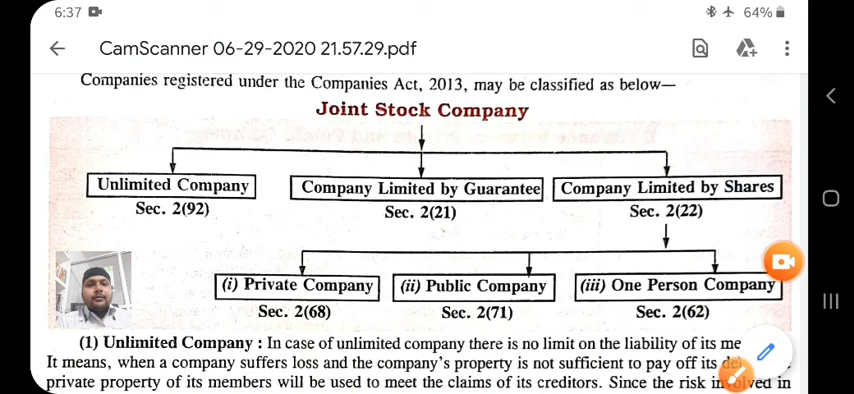 6:37 64%
CamScanner 06-29-2020 21.57.29.pdf
Companies registered under the Companies Act, 2013, may be classified as below—
Joint Stock Company
Unlimited Company Company Limited by Guarantee Company Limited by Shares
Sec. 2(92) Sec. 2(21) Sec. 2(22)
(i) Private Company (ii) Public Company (iii) One Person Company
Sec. 2(68) Sec. 2(71) Sec. 2(62)
(1) Unlimited Company : In case of unlimited company there is no limit on the liability of its me
It means, when a company suffers loss and the company's property is not sufficient to pay off its
private property of its members will be used to meet the claims of its creditors. Since the risk involved in